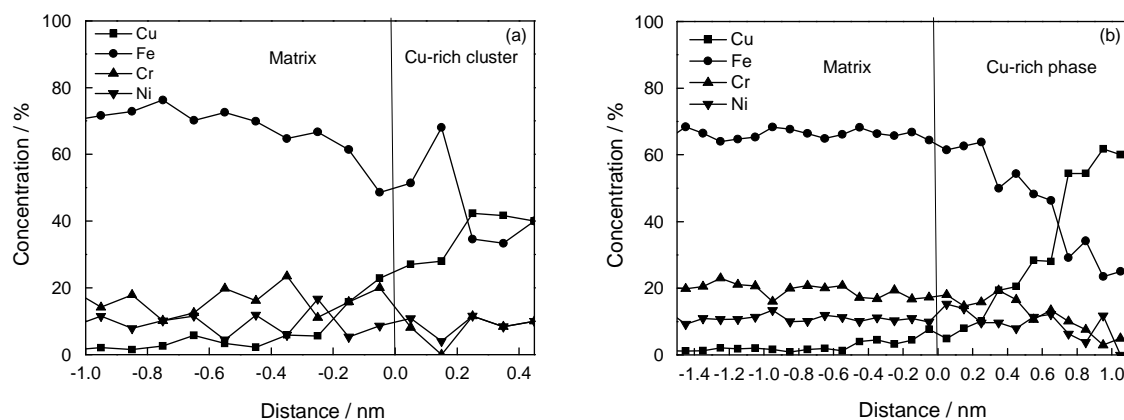 100
80
60
40
20
0
Concentration / %
Cu
Fe
Cr
Ni
Matrix
Cu-rich cluster
(a)
-1.0 -0.8 -0.6 -0.4 -0.2 0.0 0.2 0.4
Distance / nm
100
80
60
40
20
0
Concentration / %
Cu
Fe
Cr
Ni
Matrix
Cu-rich phase
(b)
-1.4 -1.2 -1.0 -0.8 -0.6 -0.4 -0.2 0.0 0.2 0.4 0.6 0.8 1.0
Distance / nm